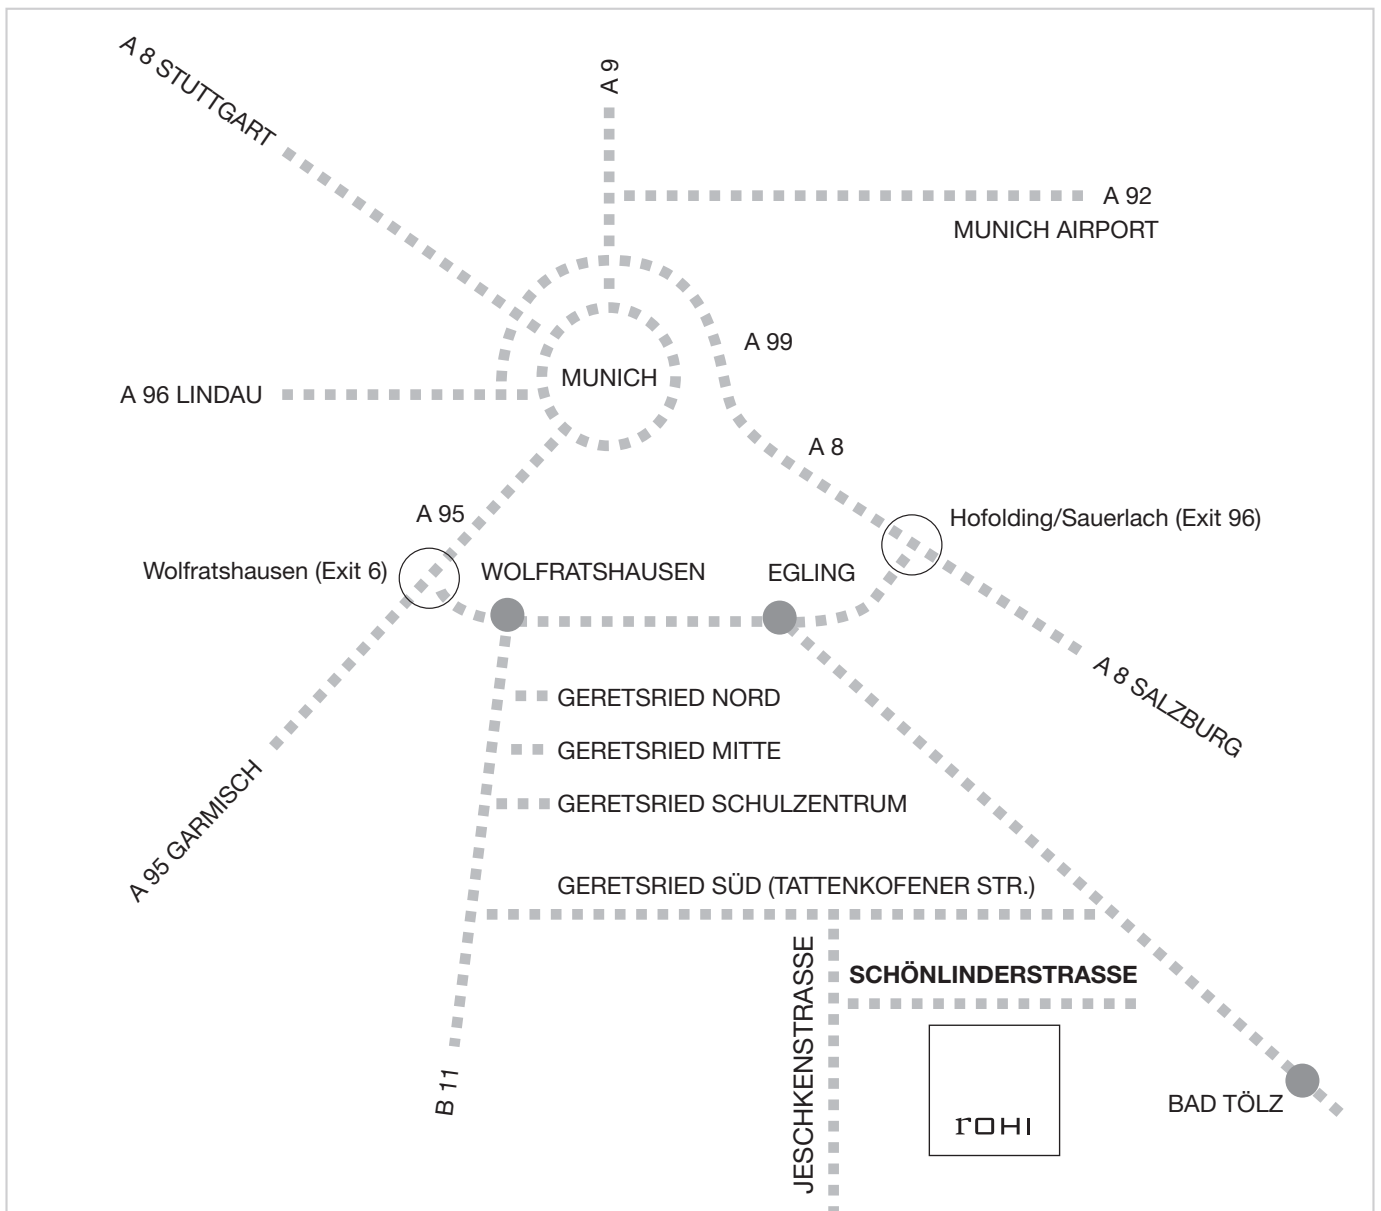 A 8 STUTTGART
A 9
A 92
MUNICH AIRPORT
A 99
MUNICH
A 96 LINDAU
A 8
A 95
Hofolding/Sauerlach (Exit 96)
Wolfratshausen (Exit 6)
WOLFRATSHAUSEN
EGLING
A 8 SALZBURG
GERETSRIED NORD
GERETSRIED MITTE
GERETSRIED SCHULZENTRUM
A 95 GARMISCH
GERETSRIED SÜD (TATTENKOFENER STR.)
JESCHKENSTRASSE
SCHÖNLINDERSTRASSE
B 11
BAD TÖLZ
rOHI